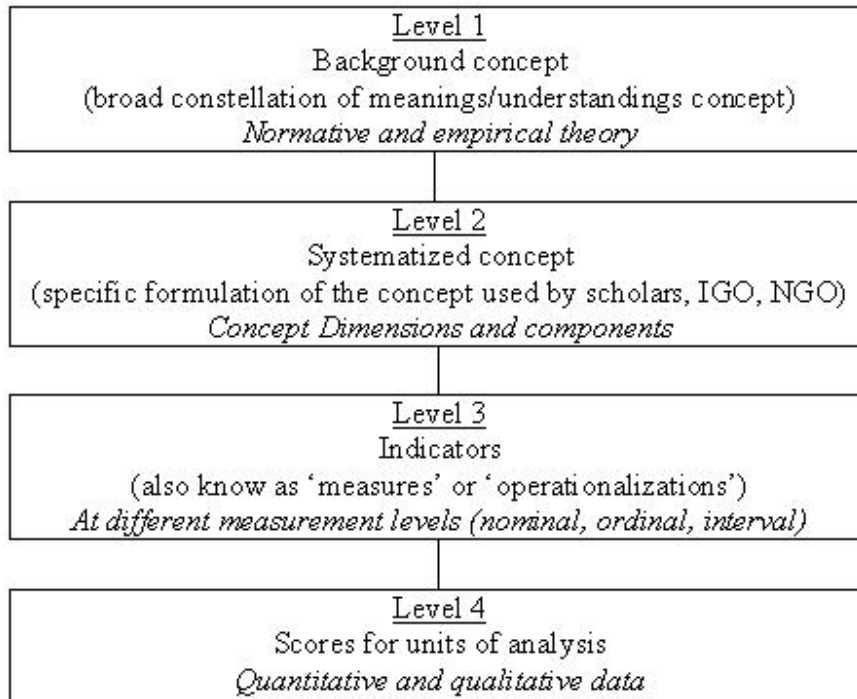 Level 1
Background concept
(broad constellation of meanings/understandings concept)
Normative and empirical theory
Level 2
Systematized concept
(specific formulation of the concept used by scholars, IGO, NGO)
Concept Dimensions and components
Level 3
Indicators
(also know as ‘measures’ or ‘operationalizations’)
At different measurement levels (nominal, ordinal, interval)
Level 4
Scores for units of analysis
Quantitative and qualitative data